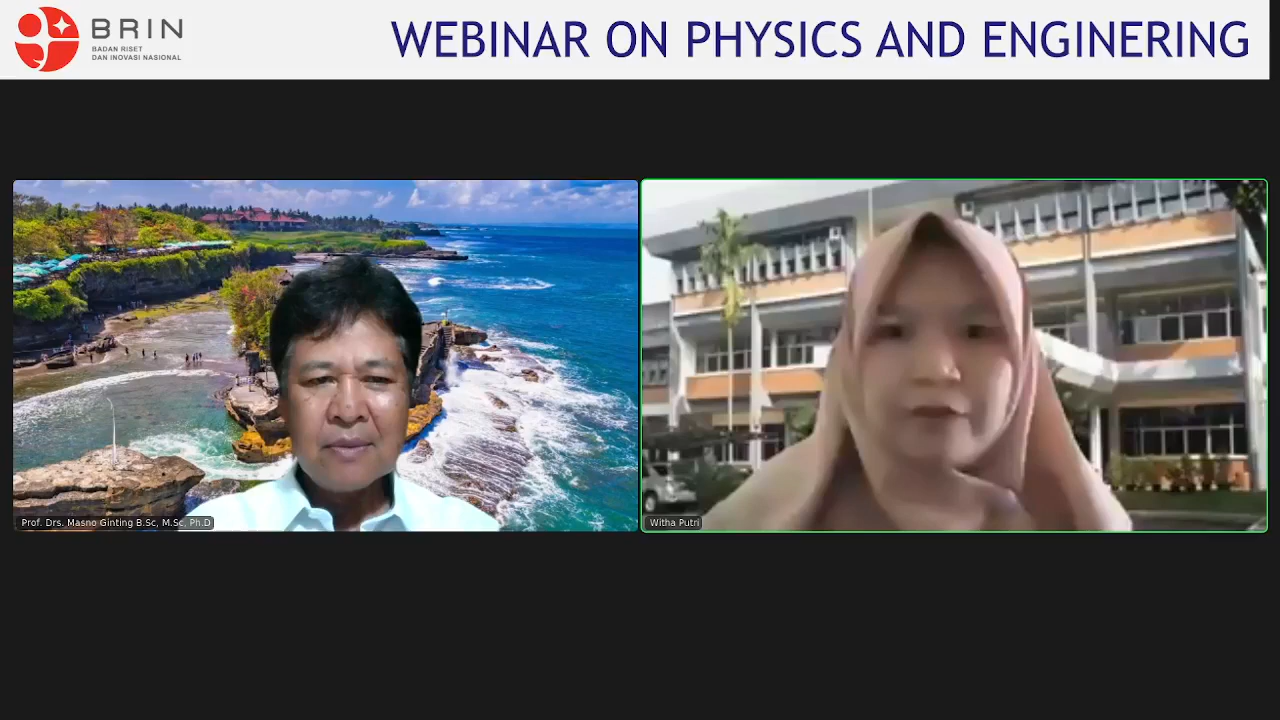 BRIN
BADAN RISET
DAN INOVASI NASIONAL
WEBINAR ON PHYSICS AND ENGINERING
Prof. Drs. Masno Ginting B.Sc, M.Sc, Ph.D
Witha Putri